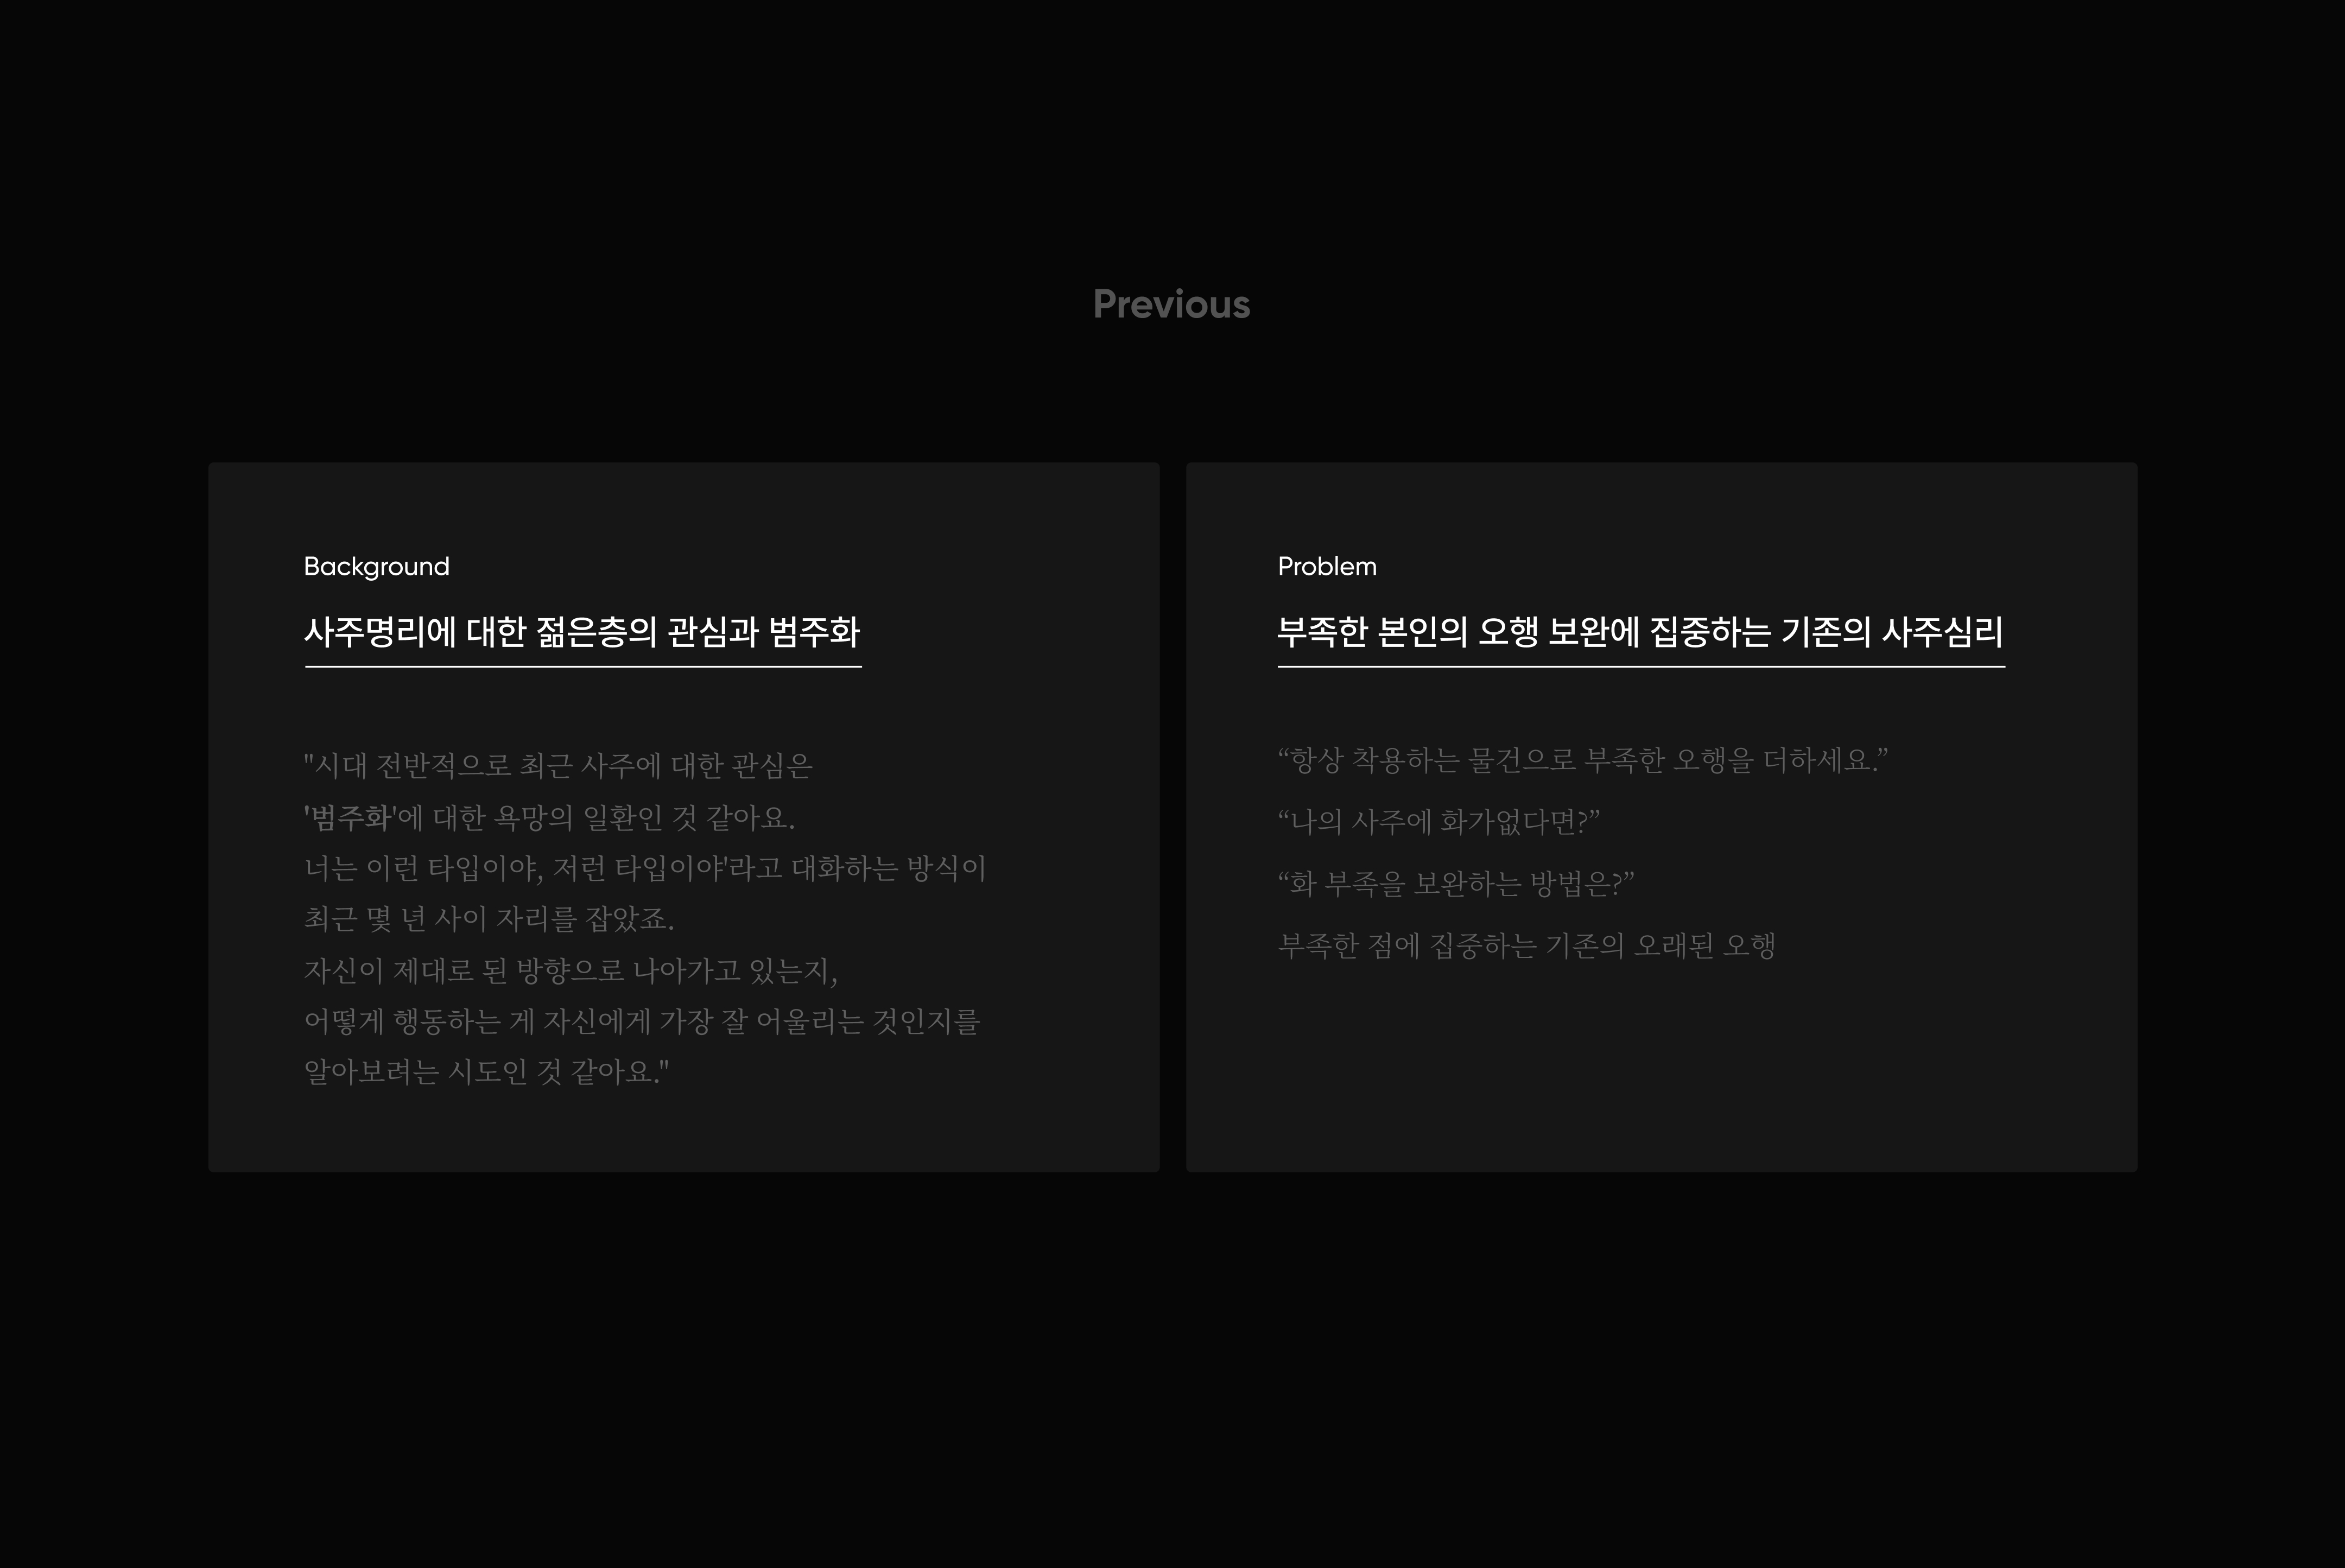 Previous
Background
사주명리에 대한 젊은층의 관심과 범주화
"시대 전반적으로 최근 사주에 대한 관심은
'범주화'에 대한 욕망의 일환인 것 같아요.
너는 이런 타입이야, 저런 타입이야'라고 대화하는 방식이
최근 몇 년 사이 자리를 잡았죠.
자신이 제대로 된 방향으로 나아가고 있는지,
어떻게 행동하는 게 자신에게 가장 잘 어울리는 것인지를
알아보려는 시도인 것 같아요."
Problem
부족한 본인의 오행 보완에 집중하는 기존의 사주심리
“항상 착용하는 물건으로 부족한 오행을 더하세요.”
“나의 사주에 화가없다면?”
“화 부족을 보완하는 방법은?”
부족한 점에 집중하는 기존의 오래된 오행